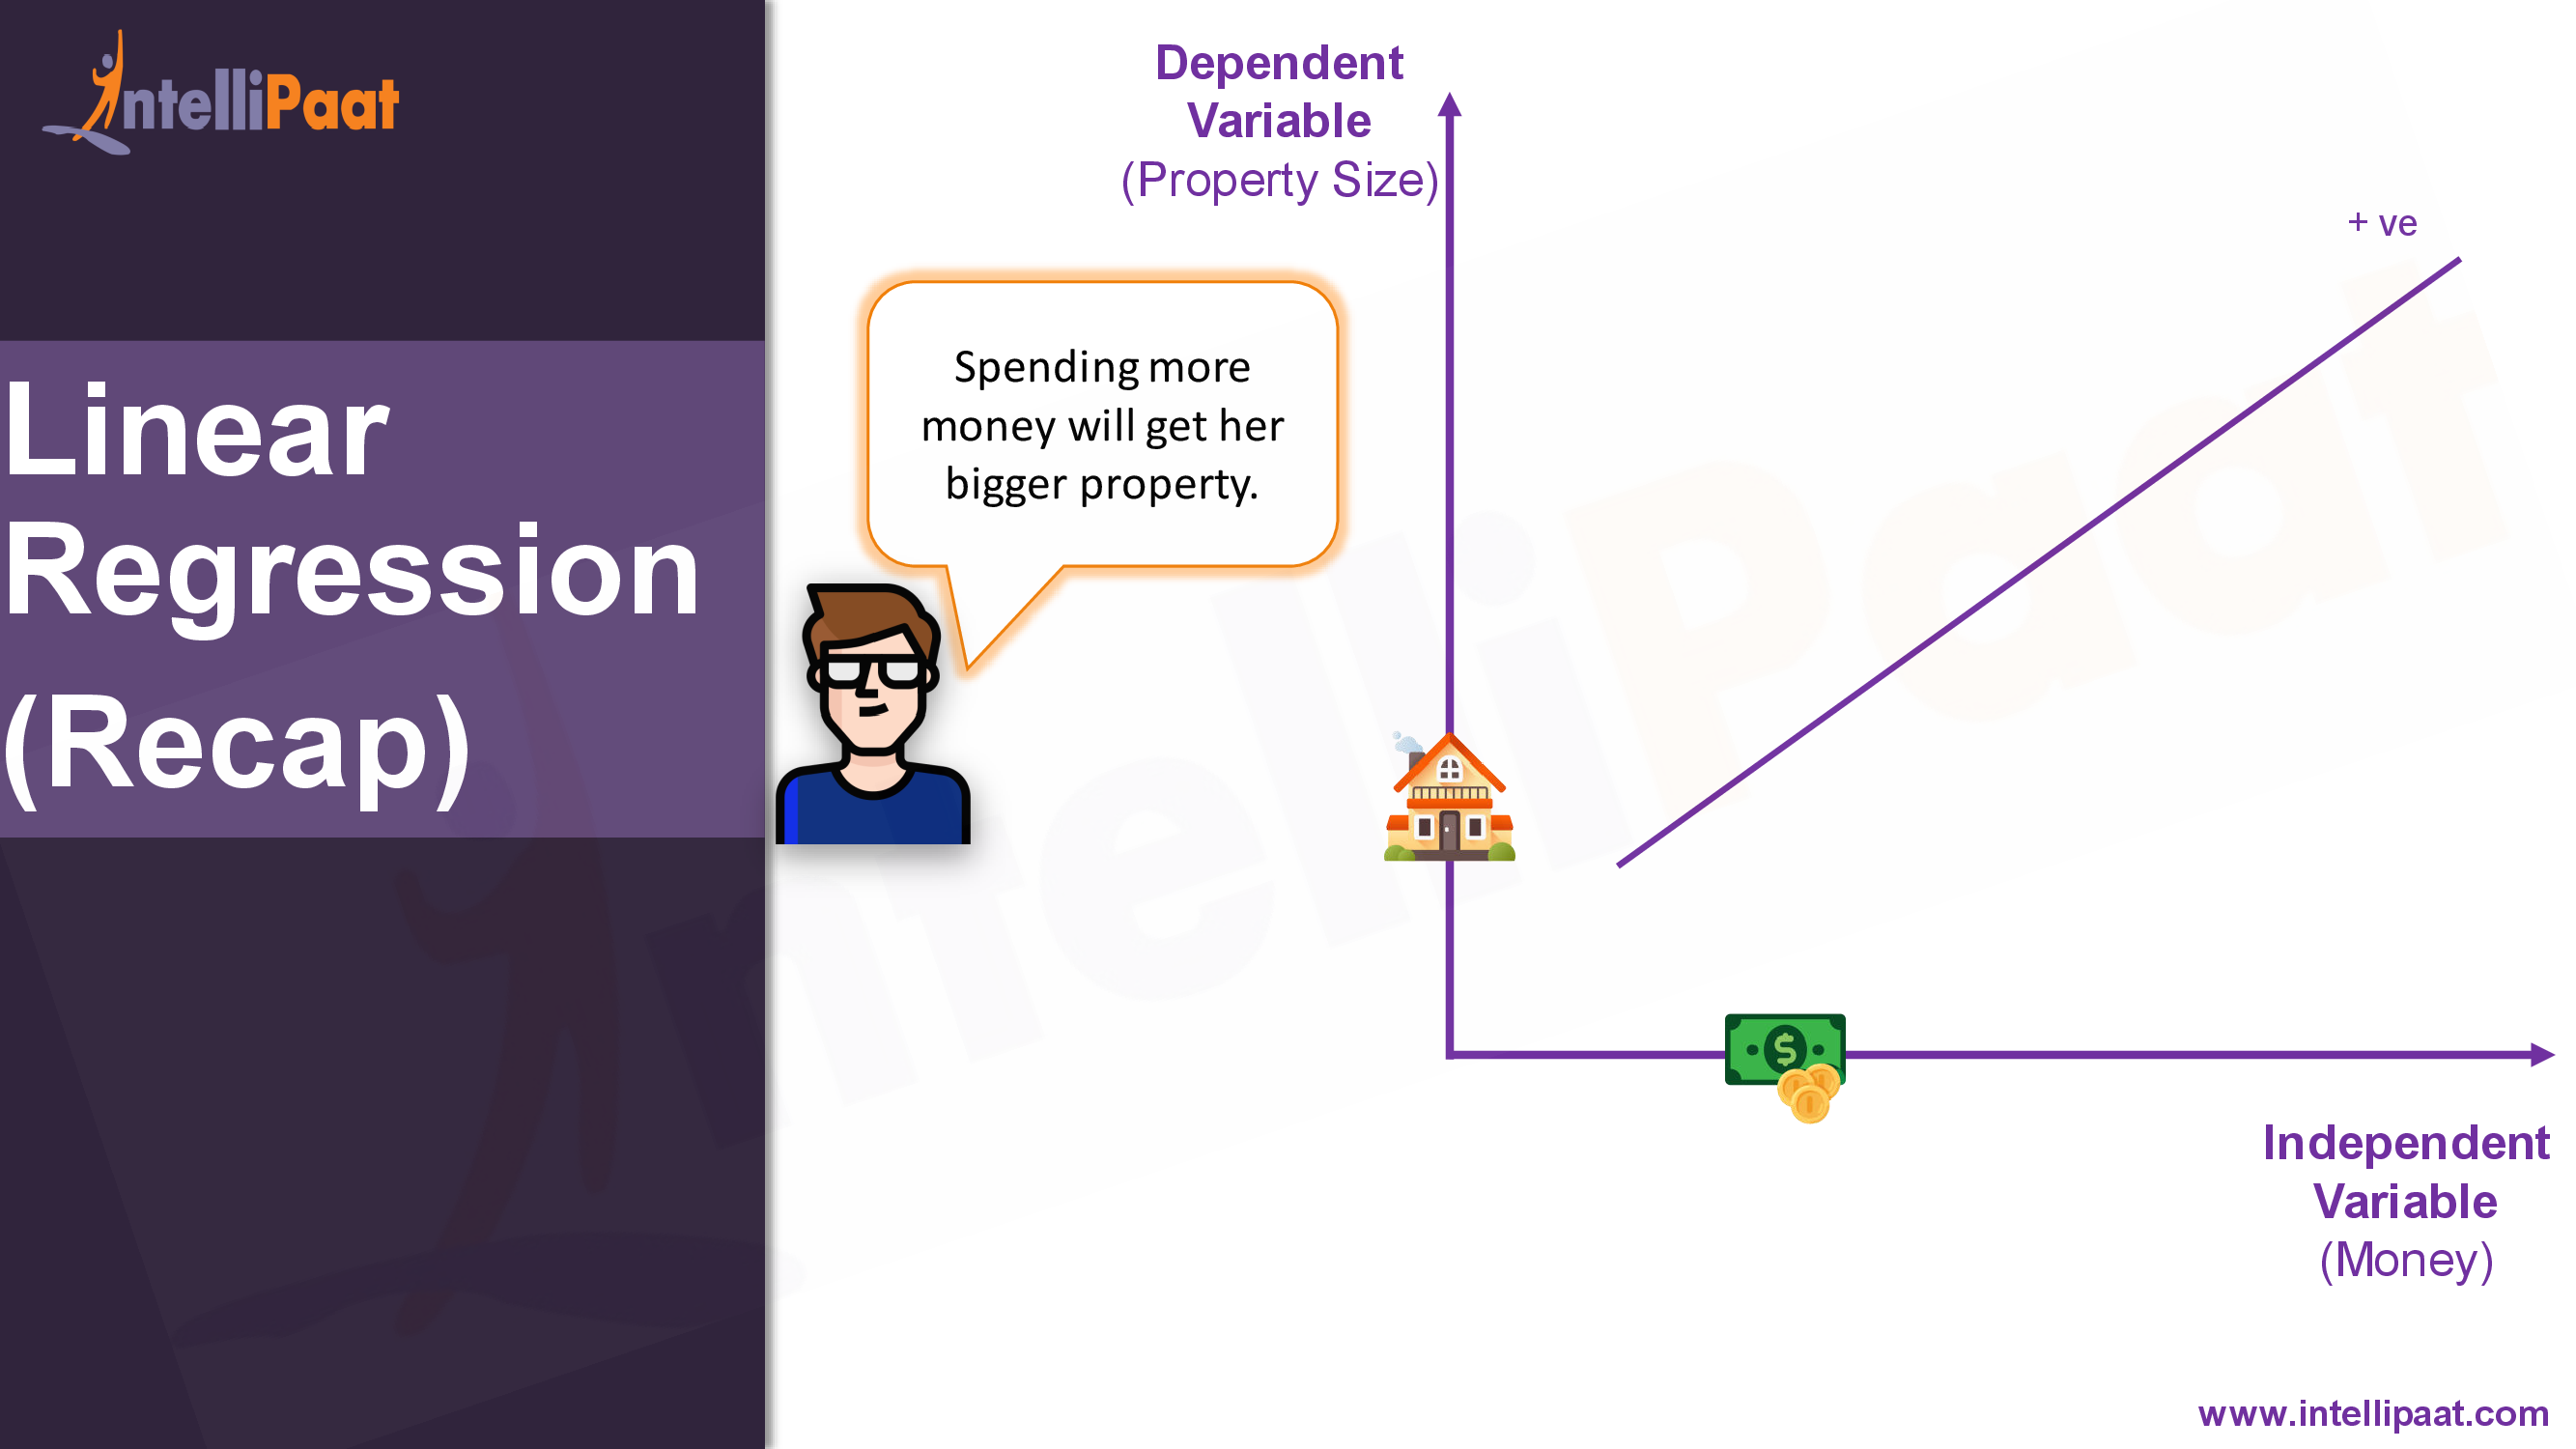 IntelliPaat
Linear
Regression
(Recap)
Dependent
Variable
(Property Size)
+ ve
Spending more
money will get her
bigger property.
$
Independent
Variable
(Money)
www.intellipaat.com
IntelliPaat